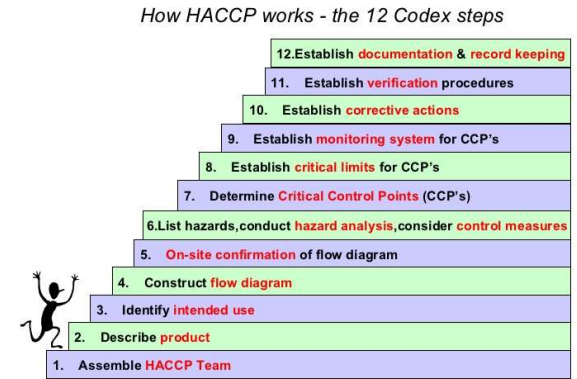 How HACCP works - the 12 Codex steps
12.Establish documentation & record keeping
11. Establish verification procedures
10. Establish corrective actions
9. Establish monitoring system for CCP's
8. Establish critical limits for CCP's
7. Determine Critical Control Points (CCP's)
6.List hazards,conduct hazard analysis,consider control measures
5. On-site confirmation of flow diagram
4. Construct flow diagram
3. Identify intended use
2. Describe product
1. Assemble HACCP Team